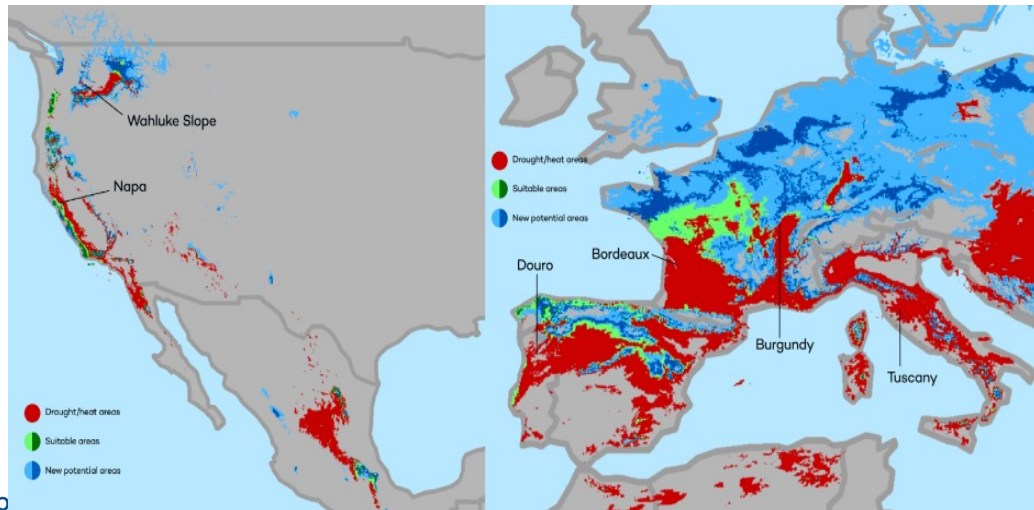 Wahluke Slope
Napa
Drought/heat areas
Suitable areas
New potential areas
Drought/heat areas
Suitable areas
New potential areas
Bordeaux
Douro
Burgundy
Tuscany